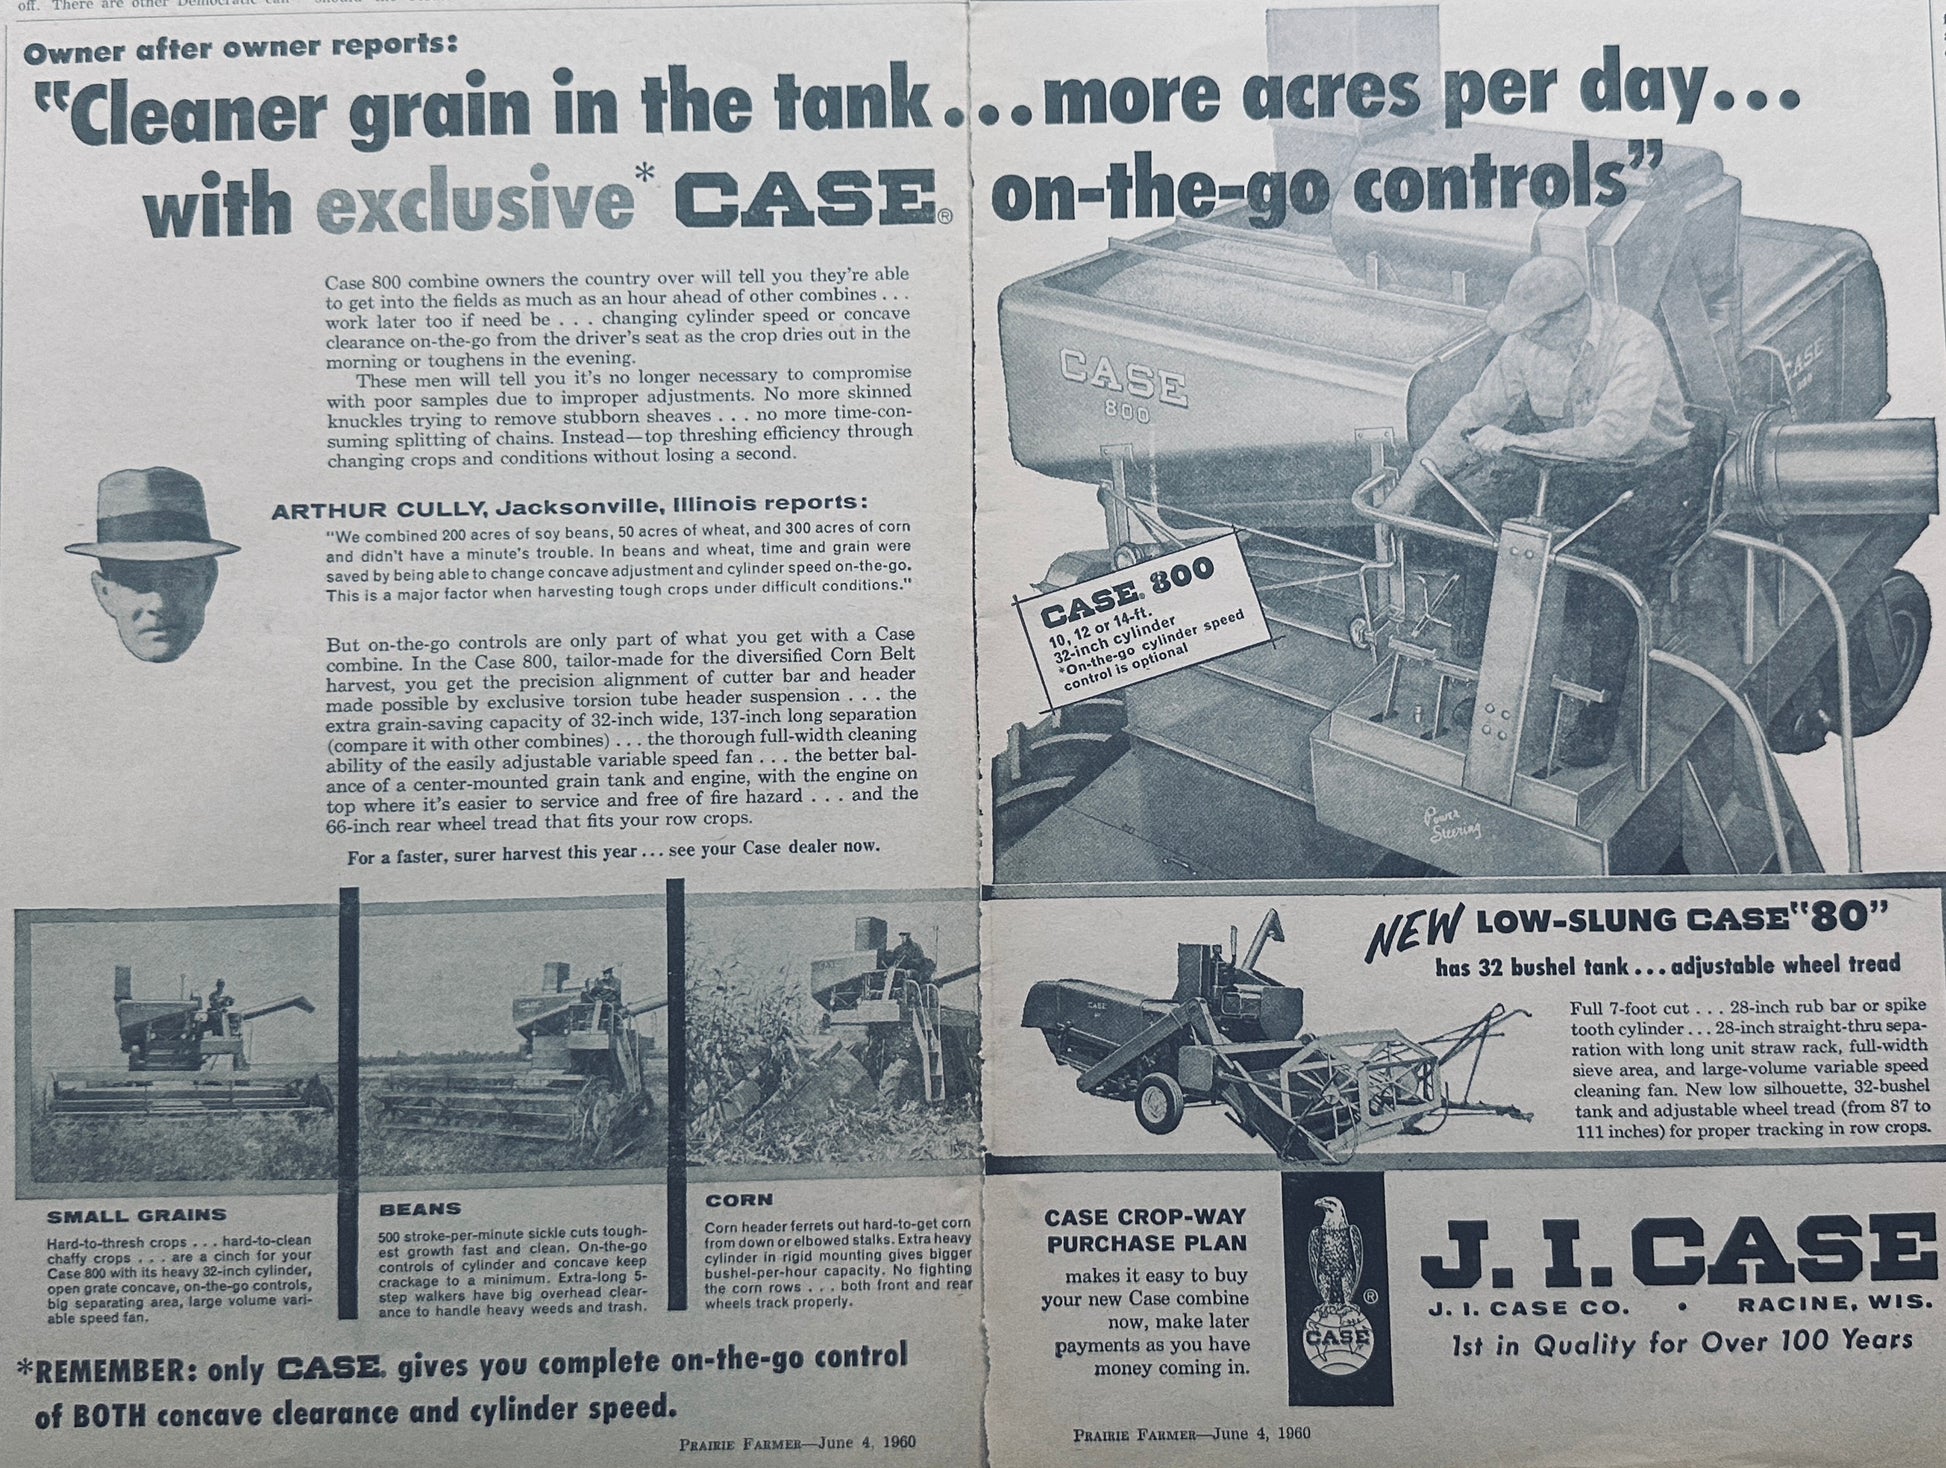 off. There are other Democratic can-
Owner after owner reports:
"Cleaner grain in the tank...more acres per day...
with exclusive* CASE® on-the-go controls"
Case 800 combine owners the country over will tell you they're able
to get into the fields as much as an hour ahead of other combines . . .
work later too if need be . . . changing cylinder speed or concave
clearance on-the-go from the driver's seat as the crop dries out in the
morning or toughens in the evening.
These men will tell you it's no longer necessary to compromise
with poor samples due to improper adjustments. No more skinned
knuckles trying to remove stubborn sheaves . . . no more time-con-
suming splitting of chains. Instead—top threshing efficiency through
changing crops and conditions without losing a second.
ARTHUR CULLY, Jacksonville, Illinois reports:
"We combined 200 acres of soy beans, 50 acres of wheat, and 300 acres of corn
and didn't have a minute's trouble. In beans and wheat, time and grain were
saved by being able to change concave adjustment and cylinder speed on-the-go.
This is a major factor when harvesting tough crops under difficult conditions."
But on-the-go controls are only part of what you get with a Case
combine. In the Case 800, tailor-made for the diversified Corn Belt
harvest, you get the precision alignment of cutter bar and header
made possible by exclusive torsion tube header suspension . . . the
extra grain-saving capacity of 32-inch wide, 137-inch long separation
(compare it with other combines) . . . the thorough full-width cleaning
ability of the easily adjustable variable speed fan . . . the better bal-
ance of a center-mounted grain tank and engine, with the engine on
top where it's easier to service and free of fire hazard . . . and the
66-inch rear wheel tread that fits your row crops.
For a faster, surer harvest this year ... see your Case dealer now.
CASE
800
CASE
CASE® 800
10, 12 or 14-ft.
32-inch cylinder
*On-the-go cylinder speed
control is optional
Power
Steering
SMALL GRAINS
Hard-to-thresh crops . . . hard-to-clean
chaffy crops . . . are a cinch for your
Case 800 with its heavy 32-inch cylinder,
open grate concave, on-the-go controls,
big separating area, large volume vari-
able speed fan.
BEANS
500 stroke-per-minute sickle cuts tough-
est growth fast and clean. On-the-go
controls of cylinder and concave keep
crackage to a minimum. Extra-long 5-
step walkers have big overhead clear-
ance to handle heavy weeds and trash.
CORN
Corn header ferrets out hard-to-get corn
from down or elbowed stalks. Extra heavy
cylinder in rigid mounting gives bigger
bushel-per-hour capacity. No fighting
the corn rows . . . both front and rear
wheels track properly.
*REMEMBER: only CASE® gives you complete on-the-go control
of BOTH concave clearance and cylinder speed.
PRAIRIE FARMER—June 4, 1960
NEW LOW-SLUNG CASE "80"
has 32 bushel tank ... adjustable wheel tread
CASE
Full 7-foot cut . . . 28-inch rub bar or spike
tooth cylinder . . . 28-inch straight-thru sepa-
ration with long unit straw rack, full-width
sieve area, and large-volume variable speed
cleaning fan. New low silhouette, 32-bushel
tank and adjustable wheel tread (from 87 to
111 inches) for proper tracking in row crops.
CASE CROP-WAY
PURCHASE PLAN
makes it easy to buy
your new Case combine
now, make later
payments as you have
money coming in.
CASE ®
J. I. CASE
J. I. CASE CO. • RACINE, WIS.
1st in Quality for Over 100 Years
PRAIRIE FARMER—June 4, 1960